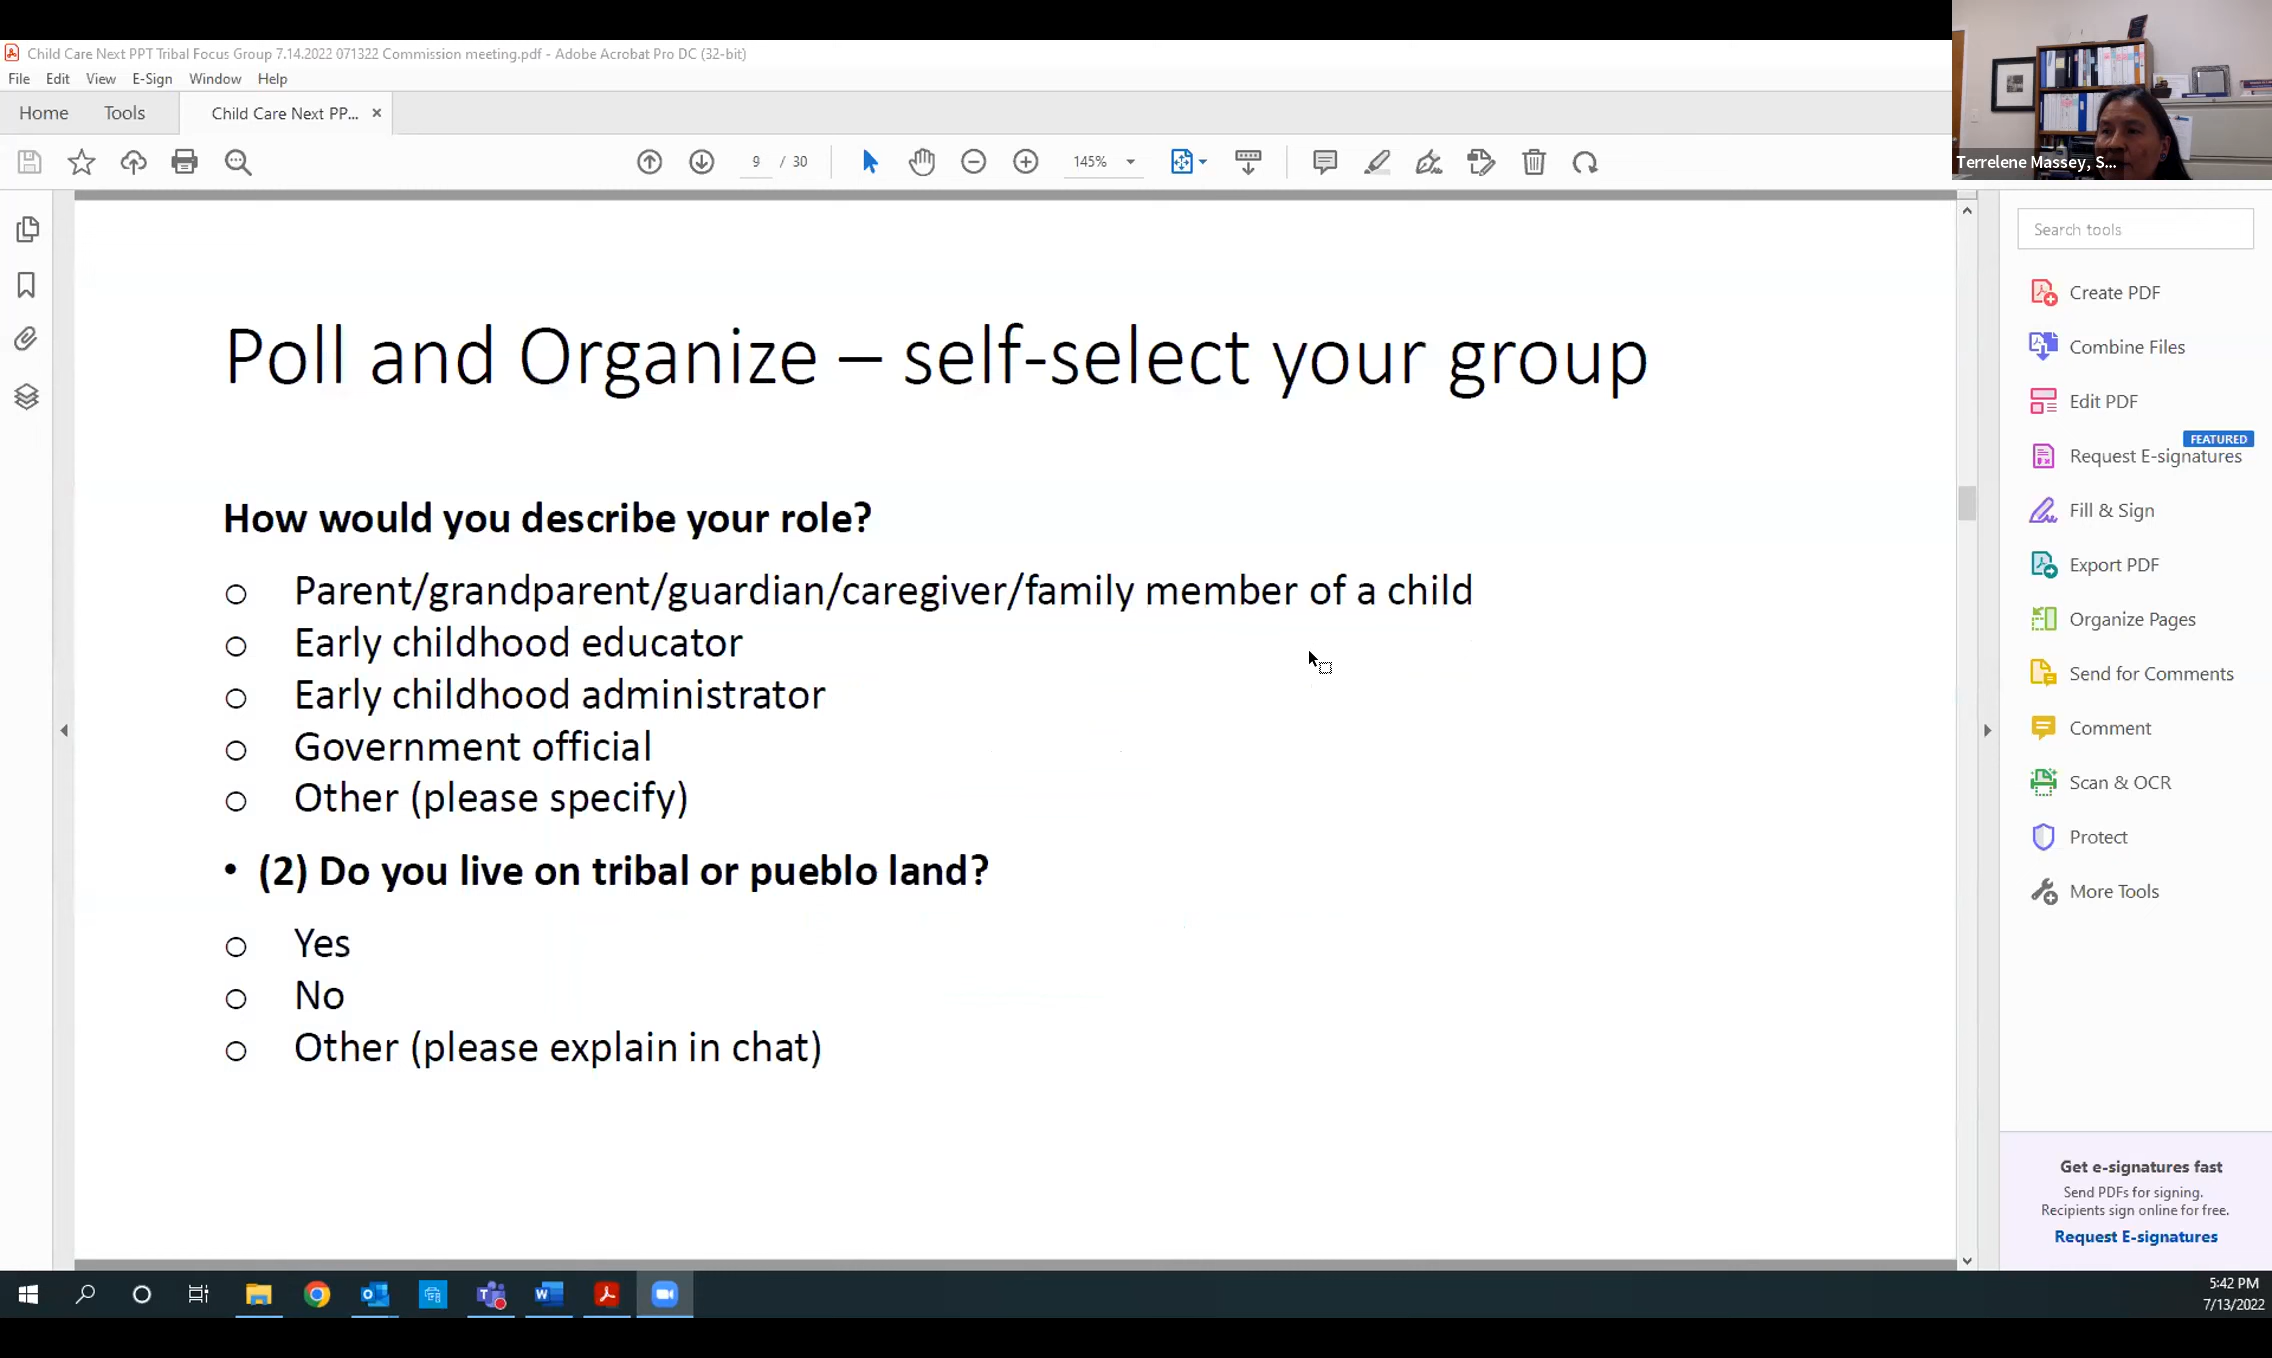 Child Care Next PPT Tribal Focus Group 7.14.2022 071322 Commission meeting.pdf - Adobe Acrobat Pro DC (32-bit)
File Edit View E-Sign Window Help
Home Tools Child Care Next PP... ×
9 / 30 145%
Terrelene Massey, S...
Poll and Organize – self-select your group
How would you describe your role?
o Parent/grandparent/guardian/caregiver/family member of a child
o Early childhood educator
o Early childhood administrator
o Government official
o Other (please specify)
• (2) Do you live on tribal or pueblo land?
o Yes
o No
o Other (please explain in chat)
Search tools
Create PDF
Combine Files
Edit PDF
FEATURED
Request E-signatures
Fill & Sign
Export PDF
Organize Pages
Send for Comments
Comment
Scan & OCR
Protect
More Tools
Get e-signatures fast
Send PDFs for signing.
Recipients sign online for free.
Request E-signatures
5:42 PM
7/13/2022